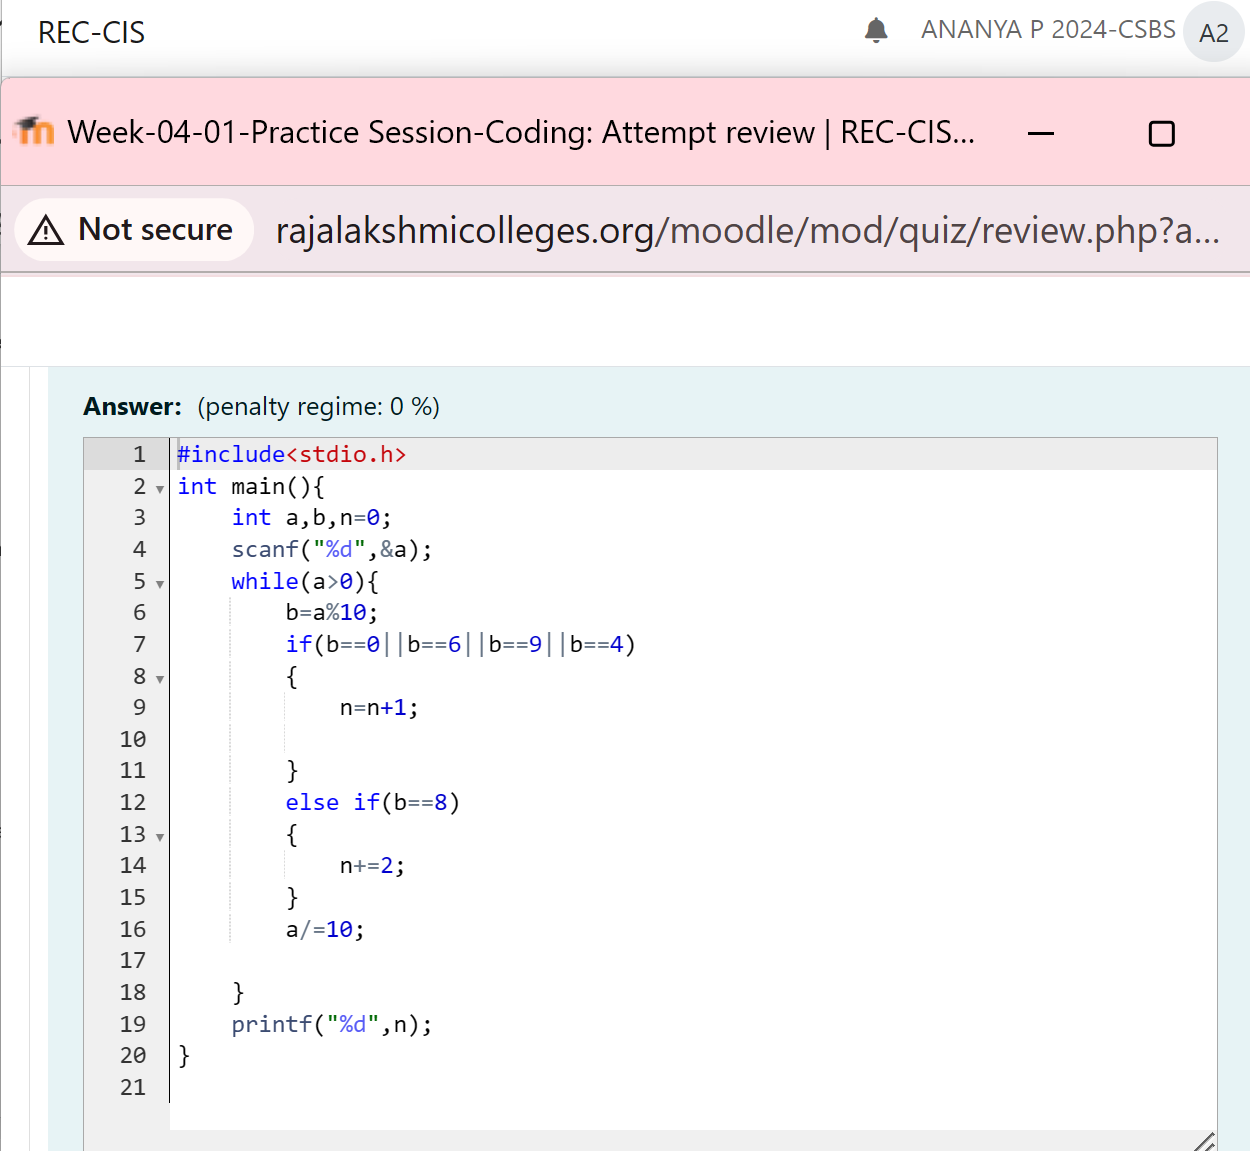 REC-CIS
ANANYA P 2024-CSBS A2
Week-04-01-Practice Session-Coding: Attempt review | REC-CIS...
Not secure rajalakshmicolleges.org/moodle/mod/quiz/review.php?a...
Answer: (penalty regime: 0 %)
1 #include<stdio.h>
2 int main(){
3     int a,b,n=0;
4     scanf("%d",&a);
5     while(a>0){
6         b=a%10;
7         if(b==0||b==6||b==9||b==4)
8         {
9             n=n+1;
10
11         }
12         else if(b==8)
13         {
14             n+=2;
15         }
16         a/=10;
17
18     }
19     printf("%d",n);
20 }
21